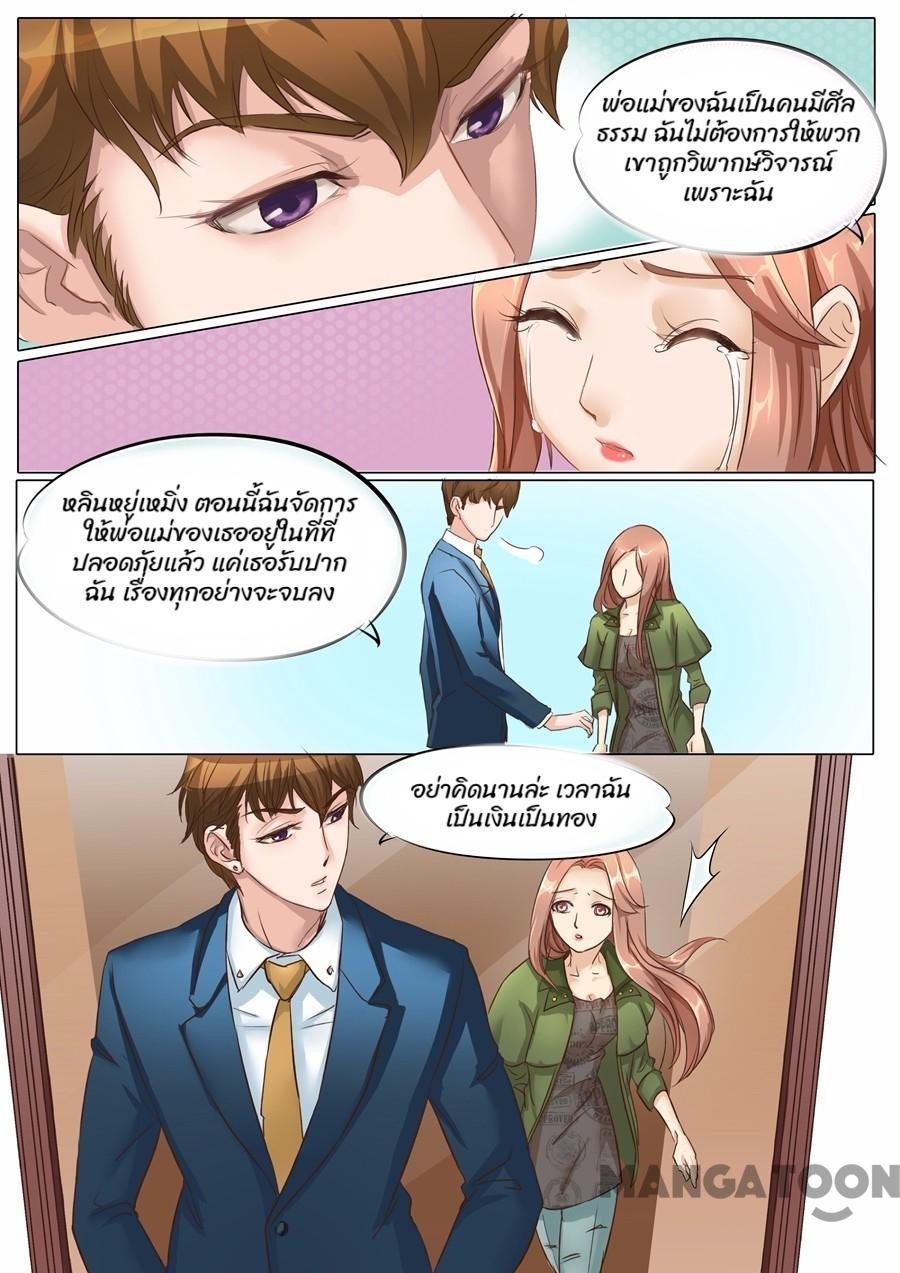 พ่อแม่ของฉันเป็นคนมีศีล
ธรรม ฉันไม่ต้องการให้พวก
เขาถูกวิพากษ์วิจารณ์
เพราะฉัน
หลินหยู่เหมิ่ง ตอนนี้ฉันจัดการ
ให้พ่อแม่ของเธออยู่ในที่ที่
ปลอดภัยแล้ว แค่เธอรับปาก
ฉัน เรื่องทุกอย่างจะจบลง
อย่าคิดนานล่ะ เวลาฉัน
เป็นเงินเป็นทอง
MANGATOON